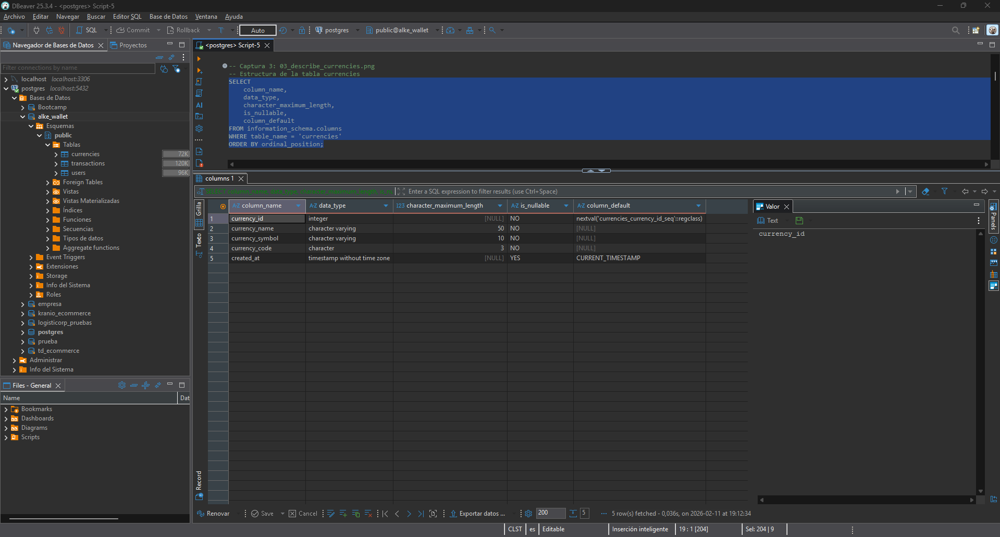 DBeaver 25.3.4 - <postgres> Script-5
Archivo Editar Navegar Buscar Editor SQL Base de Datos Ventana Ayuda
SQL Commit Rollback T Auto postgres public@alke_wallet
Navegador de Bases de Datos Proyectos
Filter connections by name
localhost localhost:3306
postgres localhost:5432
Bases de Datos
Bootcamp
alke_wallet
Esquemas
public
Tablas
currencies 72K
transactions 120K
users 96K
Foreign Tables
Vistas
Vistas Materializadas
Índices
Funciones
Secuencias
Tipos de datos
Aggregate functions
Event Triggers
Extensiones
Storage
Info del Sistema
Roles
empresa
kranio_ecommerce
logisticorp_pruebas
postgres
prueba
td_ecommerce
Administrar
Info del Sistema
Files - General
Name Dat
Bookmarks
Dashboards
Diagrams
Scripts
<postgres> Script-5
AI
-- Captura 3: 03_describe_currencies.png
-- Estructura de la tabla currencies
SELECT
column_name,
data_type,
character_maximum_length,
is_nullable,
column_default
FROM information_schema.columns
WHERE table_name = 'currencies'
ORDER BY ordinal_position;
columns 1
SELECT column_name, data_type, character_maximum_length, is_n
Enter a SQL expression to filter results (use Ctrl+Space)
Grilla
Texto
Record
A-Z column_name A-Z data_type 123 character_maximum_length A-Z is_nullable A-Z column_default
1 currency_id integer [NULL] NO nextval('currencies_currency_id_seq'::regclass)
2 currency_name character varying 50 NO [NULL]
3 currency_symbol character varying 10 NO [NULL]
4 currency_code character 3 NO [NULL]
5 created_at timestamp without time zone [NULL] YES CURRENT_TIMESTAMP
Valor
Text
currency_id
Panels
Renovar Save Cancel Exportar datos ... 200 5 ... 5 row(s) fetched - 0,036s, on 2026-02-11 at 19:12:34
CLST es Editable Inserción inteligente 19 : 1 [204] Sel: 204 | 9